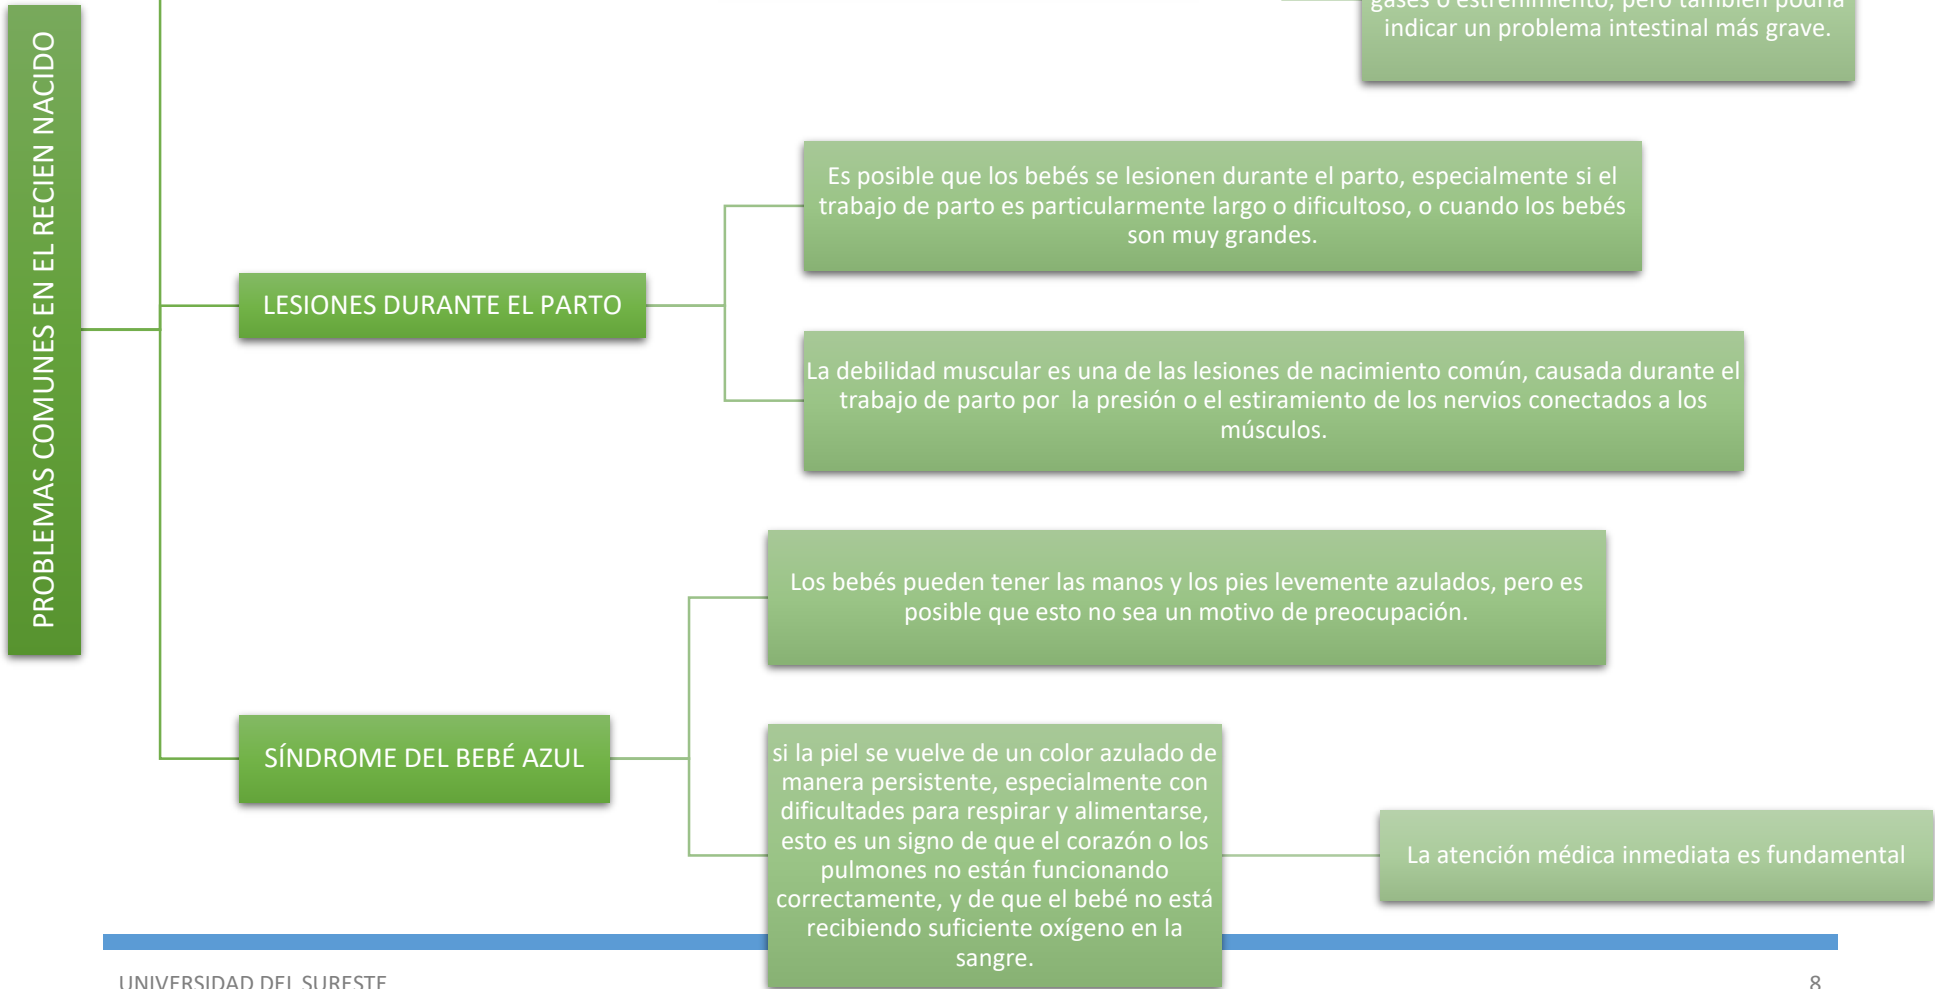 PROBLEMAS COMUNES EN EL RECIEN NACIDO
gases o estreñimiento, pero también podría
indicar un problema intestinal más grave.
LESIONES DURANTE EL PARTO
Es posible que los bebés se lesionen durante el parto, especialmente si el
trabajo de parto es particularmente largo o dificultoso, o cuando los bebés
son muy grandes.
La debilidad muscular es una de las lesiones de nacimiento común, causada durante el
trabajo de parto por la presión o el estiramiento de los nervios conectados a los
músculos.
SÍNDROME DEL BEBÉ AZUL
Los bebés pueden tener las manos y los pies levemente azulados, pero es
posible que esto no sea un motivo de preocupación.
si la piel se vuelve de un color azulado de
manera persistente, especialmente con
dificultades para respirar y alimentarse,
esto es un signo de que el corazón o los
pulmones no están funcionando
correctamente, y de que el bebé no está
recibiendo suficiente oxígeno en la
sangre.
La atención médica inmediata es fundamental
UNIVERSIDAD DEL SURESTE
8